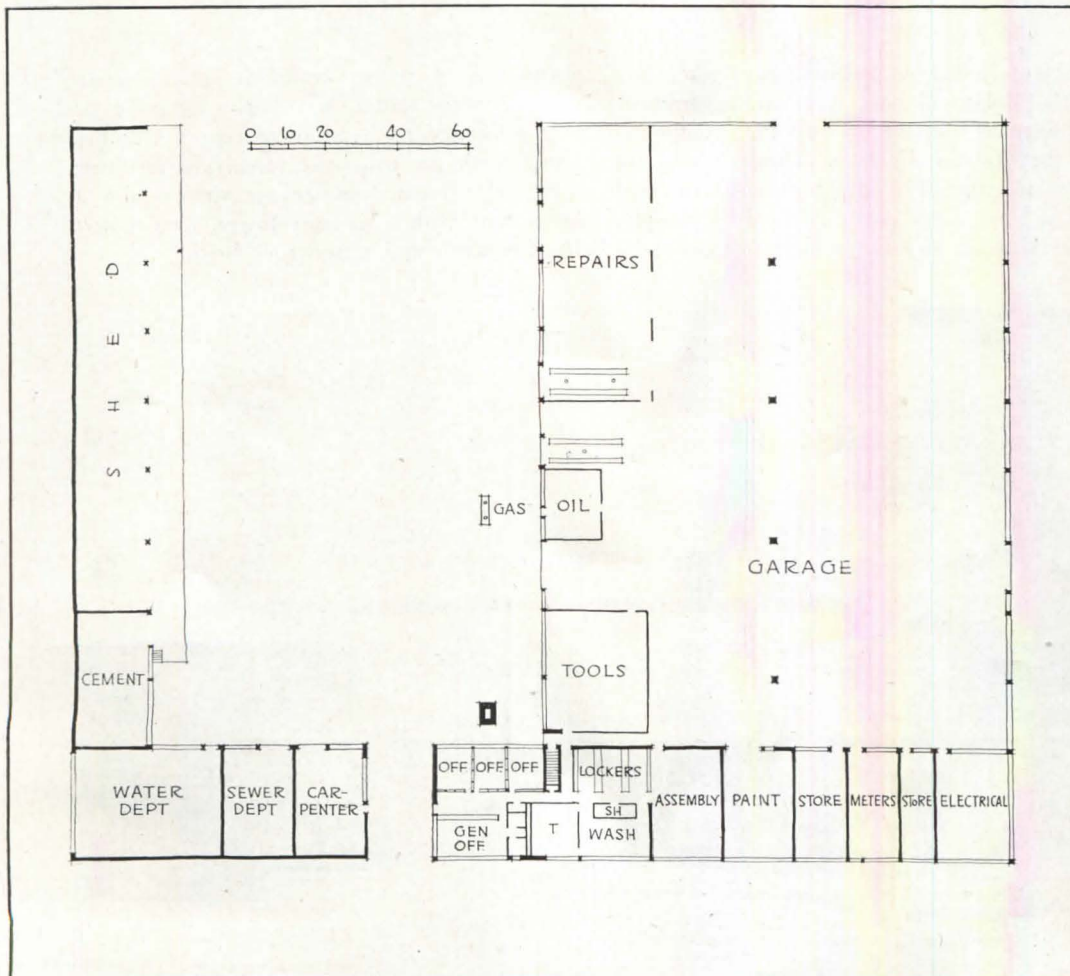 0 10 20 40 60
SHED
REPAIRS
GAS
OIL
GARAGE
TOOLS
CEMENT
OFF OFF OFF
LOCKERS
WATER
DEPT
SEWER
DEPT
CAR-
PENTER
GEN
OFF
T
SH
WASH
ASSEMBLY
PAINT
STORE
METERS
STORE
ELECTRICAL